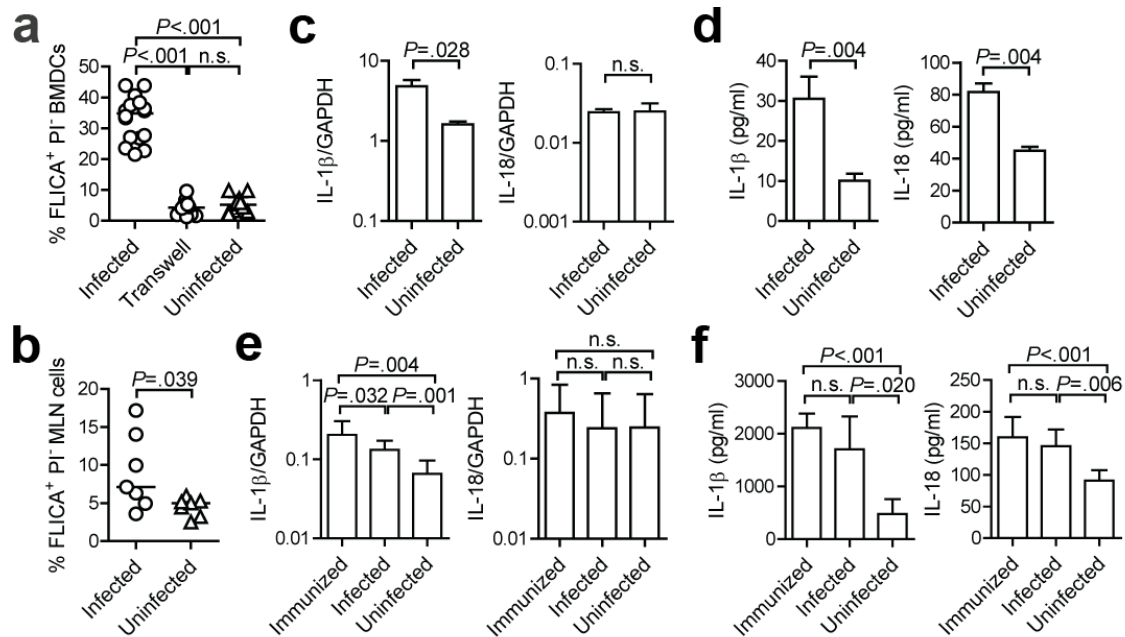 a
P<.001
P<.001 n.s.
% FLICA⁺ PI⁻ BMDCs
50
40
30
20
10
0
Infected
Transwell
Uninfected
c
P=.028
IL-1β/GAPDH
10
1
0.1
Infected
Uninfected
n.s.
IL-18/GAPDH
0.1
0.01
0.001
Infected
Uninfected
d
P=.004
IL-1β (pg/ml)
40
30
20
10
0
Infected
Uninfected
P=.004
IL-18 (pg/ml)
100
80
60
40
20
0
Infected
Uninfected
b
P=.039
% FLICA⁺ PI⁻ MLN cells
20
15
10
5
0
Infected
Uninfected
e
P=.004
P=.032 P=.001
IL-1β/GAPDH
1
0.1
0.01
Immunized
Infected
Uninfected
n.s.
n.s. n.s.
IL-18/GAPDH
1
0.1
0.01
Immunized
Infected
Uninfected
f
P<.001
n.s. P=.020
IL-1β (pg/ml)
3000
2000
1000
0
Immunized
Infected
Uninfected
P<.001
n.s. P=.006
IL-18 (pg/ml)
250
200
150
100
50
0
Immunized
Infected
Uninfected